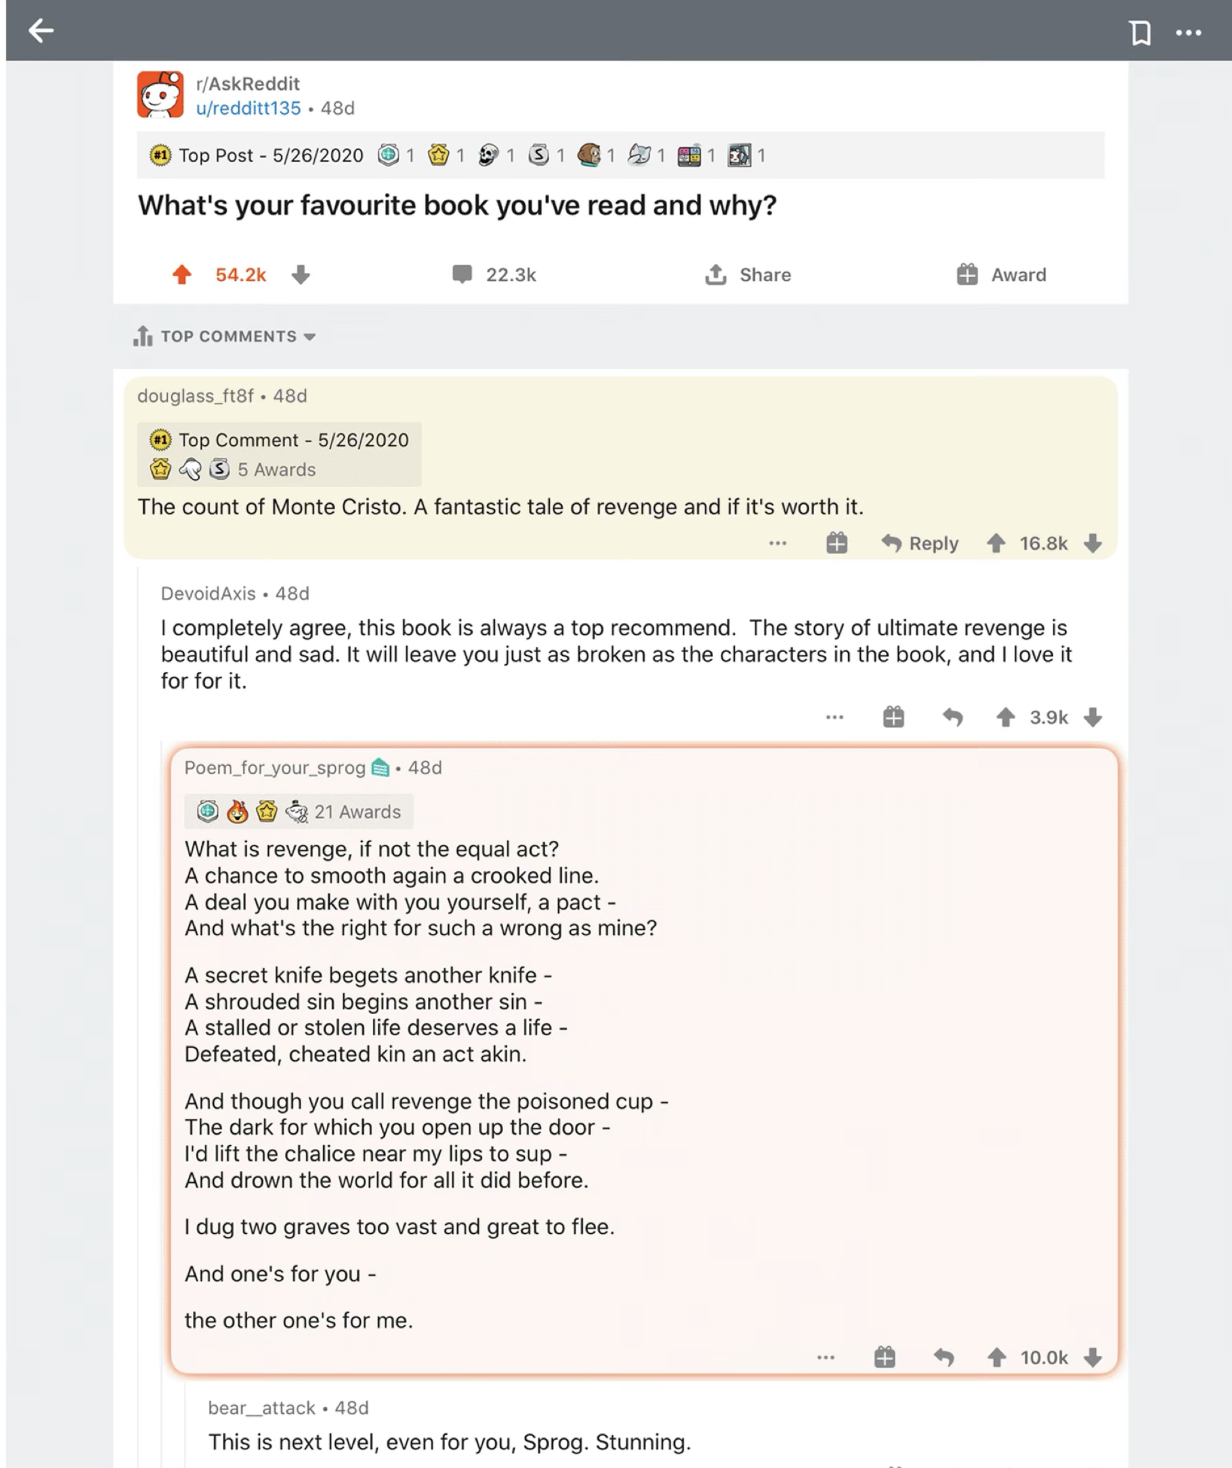 r/AskReddit
u/redditt135 • 48d
#1 Top Post - 5/26/2020 1 1 1 S 1 1 1 1 1
What's your favourite book you've read and why?
54.2k 22.3k Share Award
TOP COMMENTS
douglass_ft8f • 48d
#1 Top Comment - 5/26/2020
S 5 Awards
The count of Monte Cristo. A fantastic tale of revenge and if it's worth it.
... Reply 16.8k
DevoidAxis • 48d
I completely agree, this book is always a top recommend.  The story of ultimate revenge is
beautiful and sad. It will leave you just as broken as the characters in the book, and I love it
for for it.
... 3.9k
Poem_for_your_sprog • 48d
21 Awards
What is revenge, if not the equal act?
A chance to smooth again a crooked line.
A deal you make with you yourself, a pact -
And what's the right for such a wrong as mine?
A secret knife begets another knife -
A shrouded sin begins another sin -
A stalled or stolen life deserves a life -
Defeated, cheated kin an act akin.
And though you call revenge the poisoned cup -
The dark for which you open up the door -
I'd lift the chalice near my lips to sup -
And drown the world for all it did before.
I dug two graves too vast and great to flee.
And one's for you -
the other one's for me.
... 10.0k
bear__attack • 48d
This is next level, even for you, Sprog. Stunning.